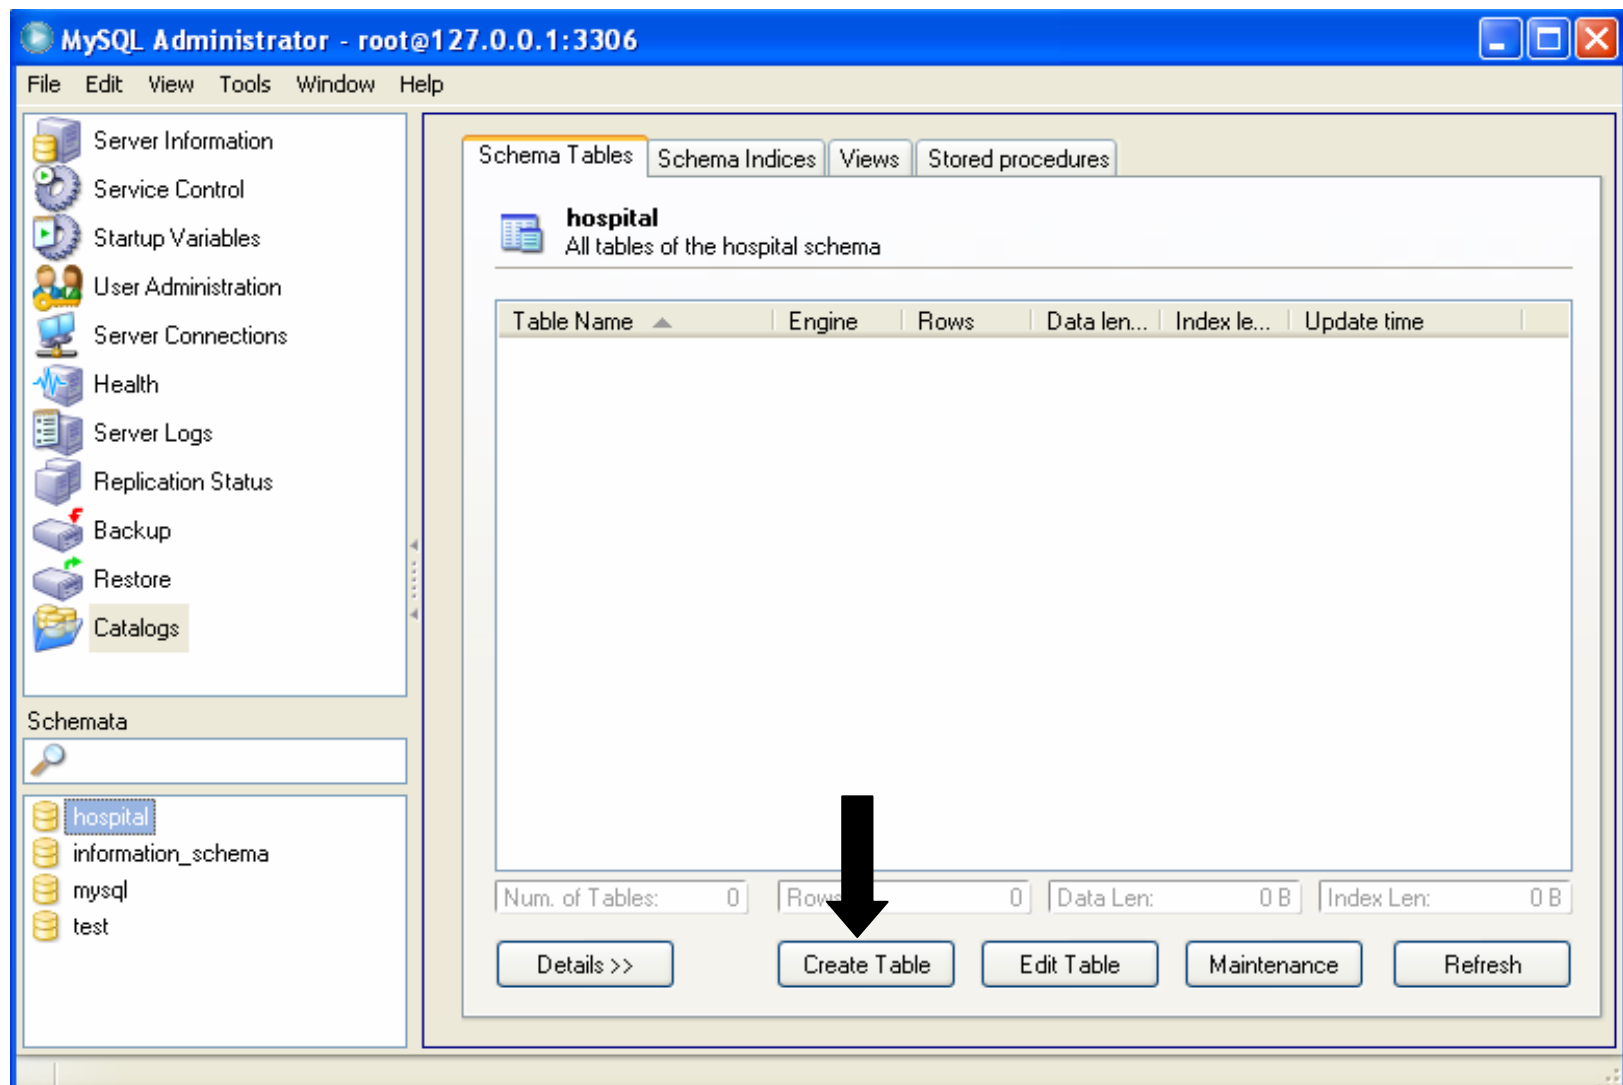 MySQL Administrator - root@127.0.0.1:3306
File Edit View Tools Window Help
Server Information
Service Control
Startup Variables
User Administration
Server Connections
Health
Server Logs
Replication Status
Backup
Restore
Catalogs
Schemata
hospital
information_schema
mysql
test
Schema Tables Schema Indices Views Stored procedures
hospital
All tables of the hospital schema
Table Name Engine Rows Data len... Index le... Update time
Num. of Tables: 0 Rows 0 Data Len: 0 B Index Len: 0 B
Details >> Create Table Edit Table Maintenance Refresh